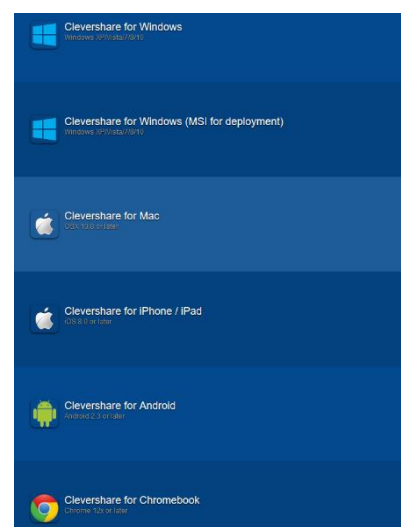 Clevershare for Windows
Windows XP/Vista/7/8/10
Clevershare for Windows (MSI for deployment)
Windows XP/Vista/7/8/10
Clevershare for Mac
OSX 10.0 or later
Clevershare for iPhone / iPad
iOS 8.0 or later
Clevershare for Android
Android 2.3 or later
Clevershare for Chromebook
Chrome 12x or later